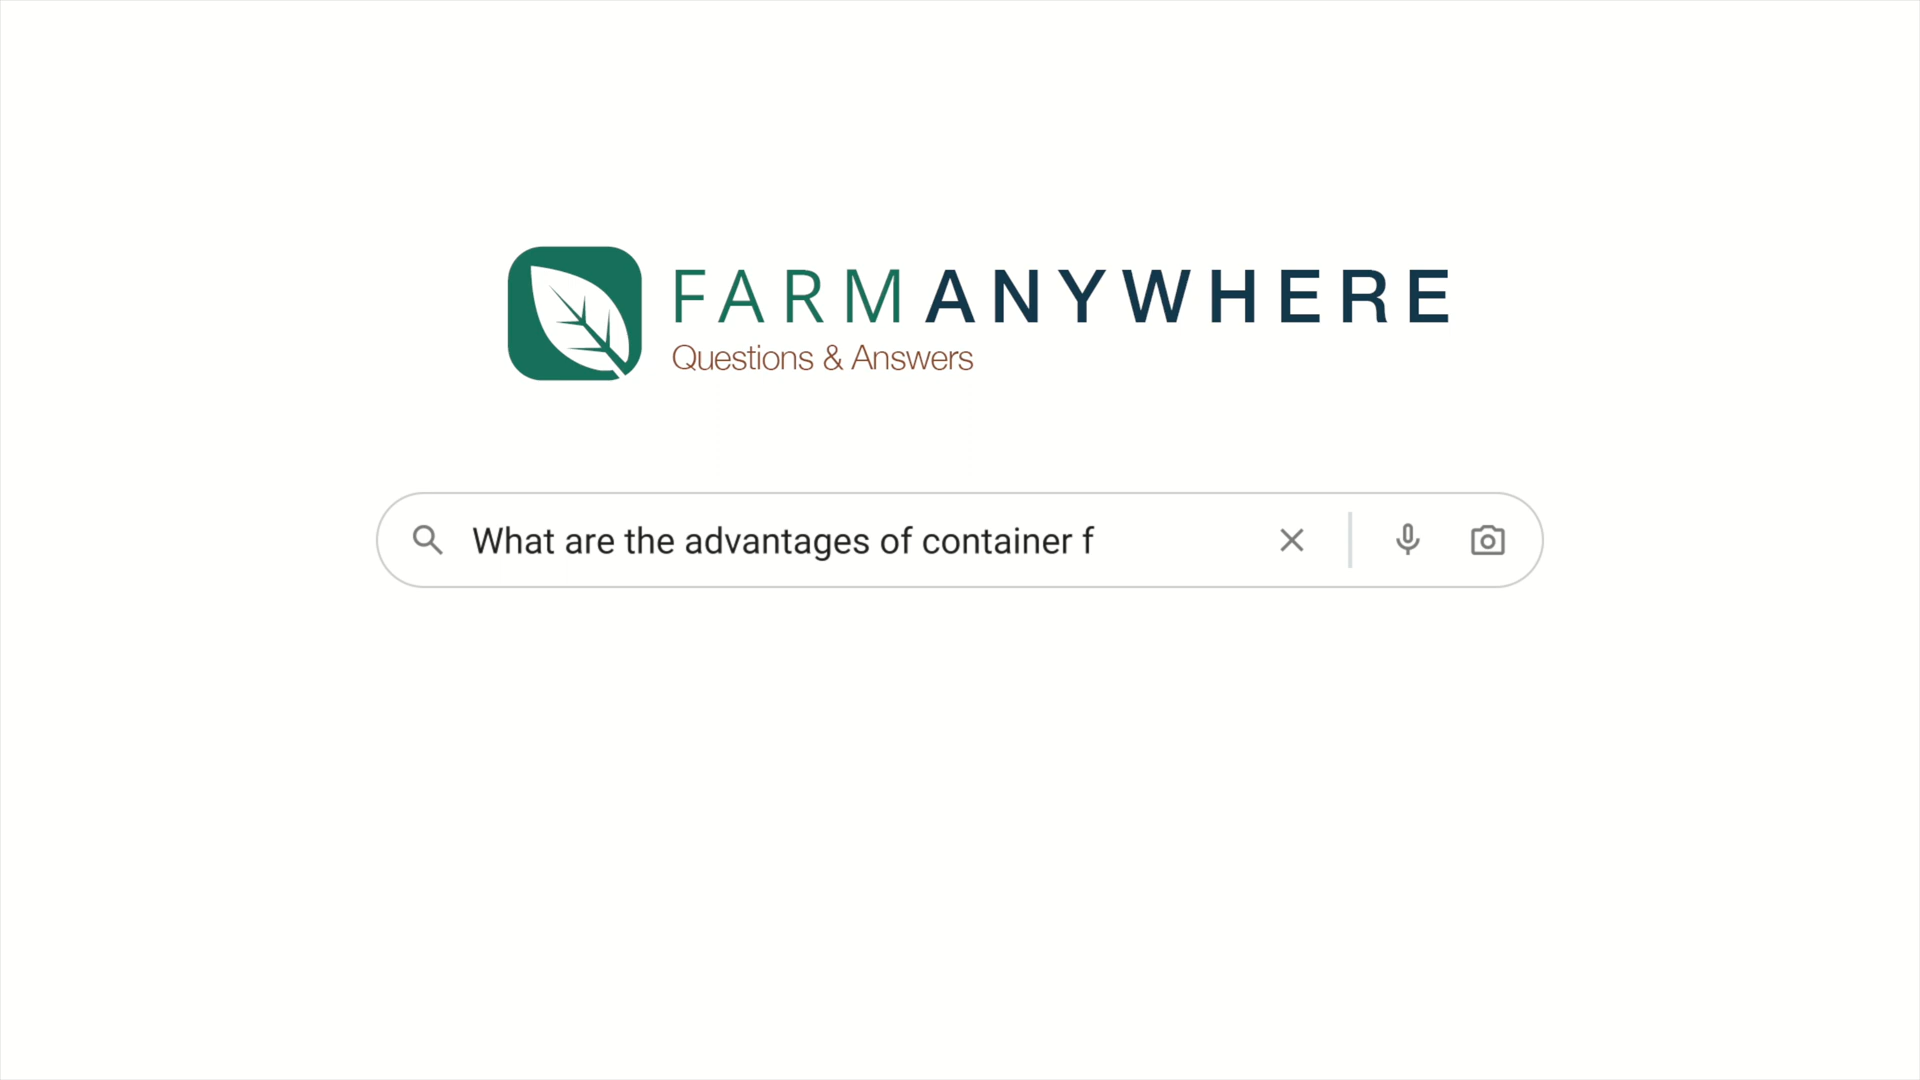 FARMANYWHERE
Questions & Answers
What are the advantages of container f